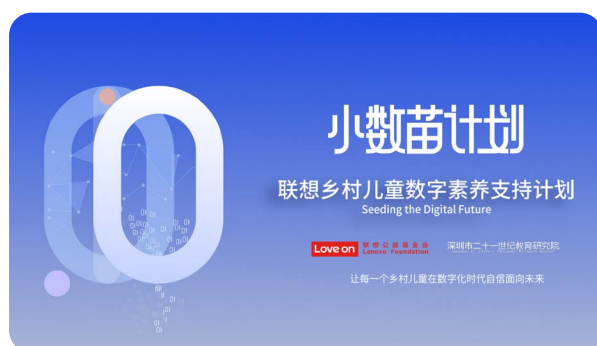 小数苗计划
联想乡村儿童数字素养支持计划
Seeding the Digital Future
Love on 联想公益基金会 深圳市二十一世纪教育研究院
Lenovo Foundation
让每一个乡村儿童在数字化时代自信面向未来